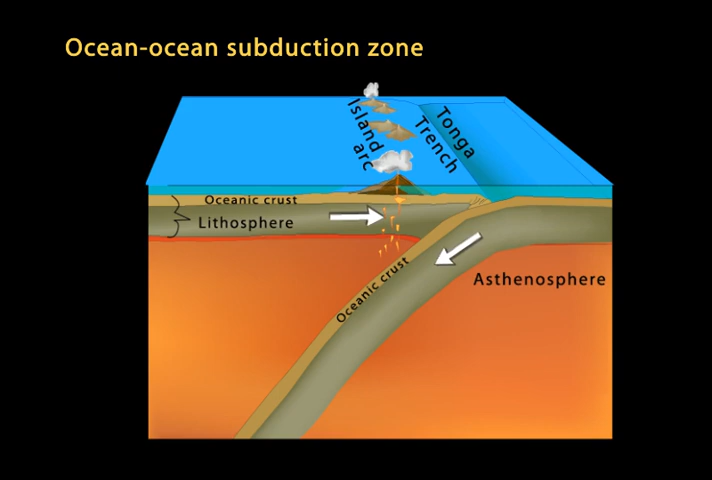 Ocean-ocean subduction zone
Island
arc
Tonga
Trench
Oceanic crust
Lithosphere
Oceanic crust
Asthenosphere